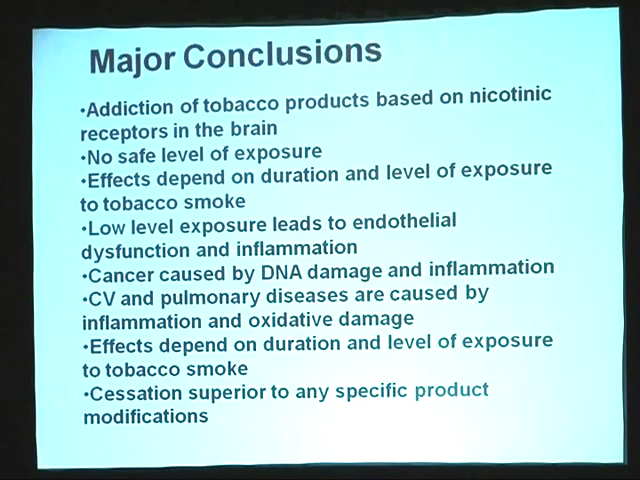 Major Conclusions
•Addiction of tobacco products based on nicotinic
receptors in the brain
•No safe level of exposure
•Effects depend on duration and level of exposure
to tobacco smoke
•Low level exposure leads to endothelial
dysfunction and inflammation
•Cancer caused by DNA damage and inflammation
•CV and pulmonary diseases are caused by
inflammation and oxidative damage
•Effects depend on duration and level of exposure
to tobacco smoke
•Cessation superior to any specific product
modifications